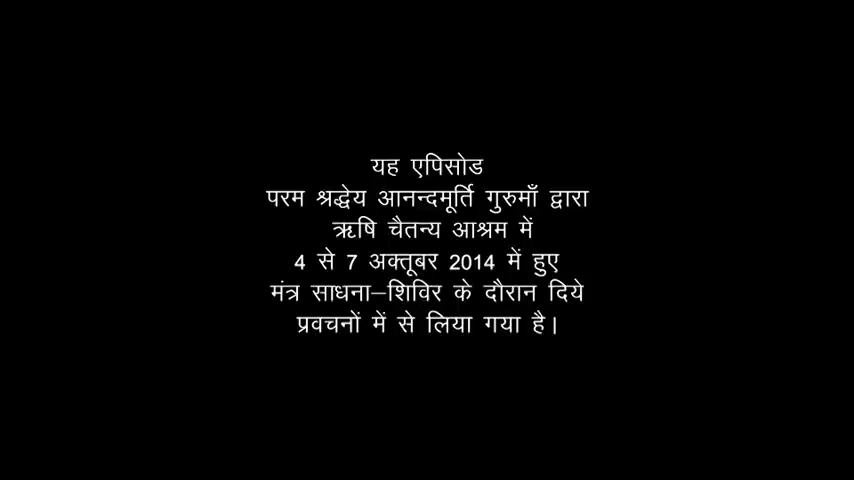 यह एपिसोड
परम श्रद्धेय आनन्दमूर्ति गुरुमाँ द्वारा
ऋषि चैतन्य आश्रम में
4 से 7 अक्तूबर 2014 में हुए
मंत्र साधना–शिविर के दौरान दिये
प्रवचनों में से लिया गया है।